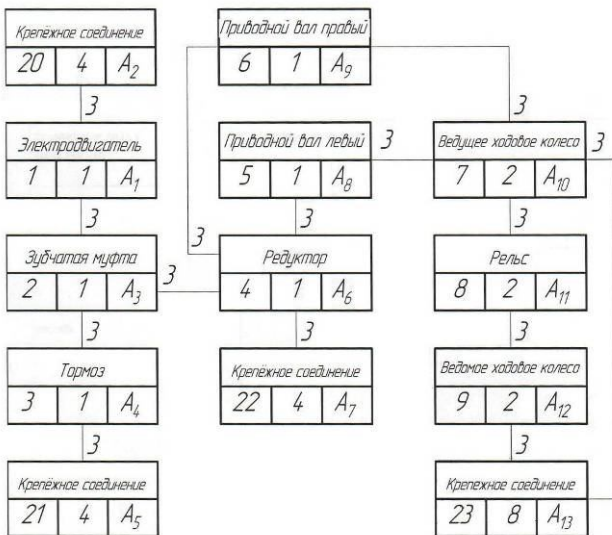 Крепёжное соединение
20 4 A2
3
Электродвигатель
1 1 A1
3
Зубчатая муфта
2 1 A3
3
3
Тормоз
3 1 A4
3
Крепёжное соединение
21 4 A5
Приводной вал правый
6 1 A9
3
Приводной вал левый
5 1 A8
3
3
3
Редуктор
4 1 A6
3
Крепёжное соединение
22 4 A7
Ведущее ходовое колесо
7 2 A10
3
3
Рельс
8 2 A11
3
Ведомое ходовое колесо
9 2 A12
3
Крепежное соединение
23 8 A13